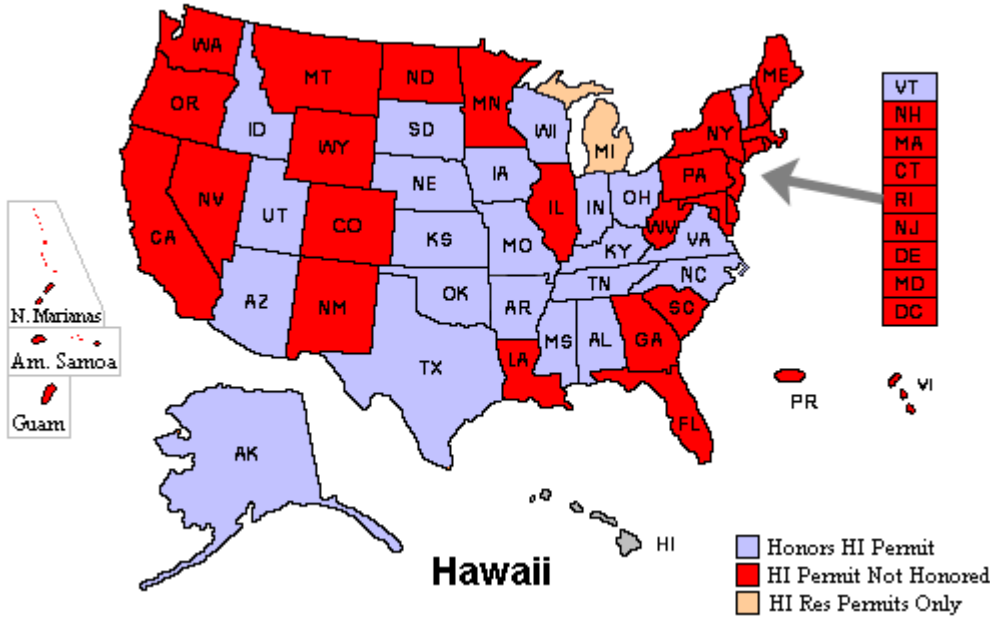 WA
MT
ND
MN
ME
VT
OR
ID
SD
WI
NY
NH
WY
MI
MA
IA
PA
CT
NE
OH
NV
UT
IL
IN
RI
CO
WV
NJ
CA
KS
MO
KY
VA
DE
NC
MD
TN
AZ
OK
NM
AR
SC
DC
N. Marianas
MS
AL
GA
LA
Am. Samoa
TX
VI
PR
Guam
FL
AK
HI
Hawaii
Honors HI Permit
HI Permit Not Honored
HI Res Permits Only